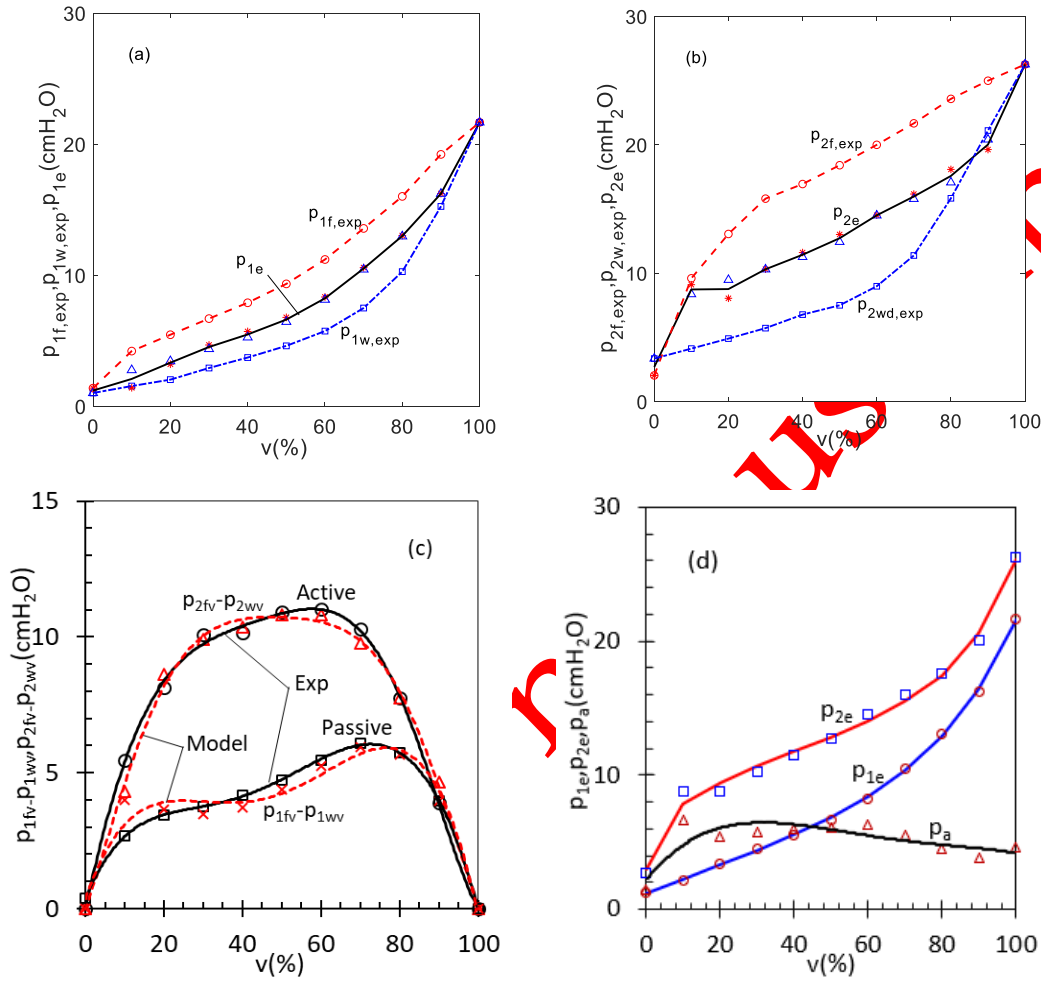 (a)
p1f,exp,p1w,exp,p1e(cmH2O)
30
20
10
0
p1f,exp
p1e
p1w,exp
0 20 40 60 80 100
v(%)
(b)
p2f,exp,p2w,exp,p2e(cmH2O)
30
20
10
0
p2f,exp
p2e
p2wd,exp
0 20 40 60 80 100
v(%)
us
(c)
p1fv-p1wv,p2fv-p2wv(cmH2O)
15
10
5
0
p2fv-p2wv
Active
Exp
Model
Passive
p1fv-p1wv
0 20 40 60 80 100
v(%)
(d)
p1e,p2e,pa(cmH2O)
30
20
10
0
p2e
p1e
pa
0 20 40 60 80 100
v(%)